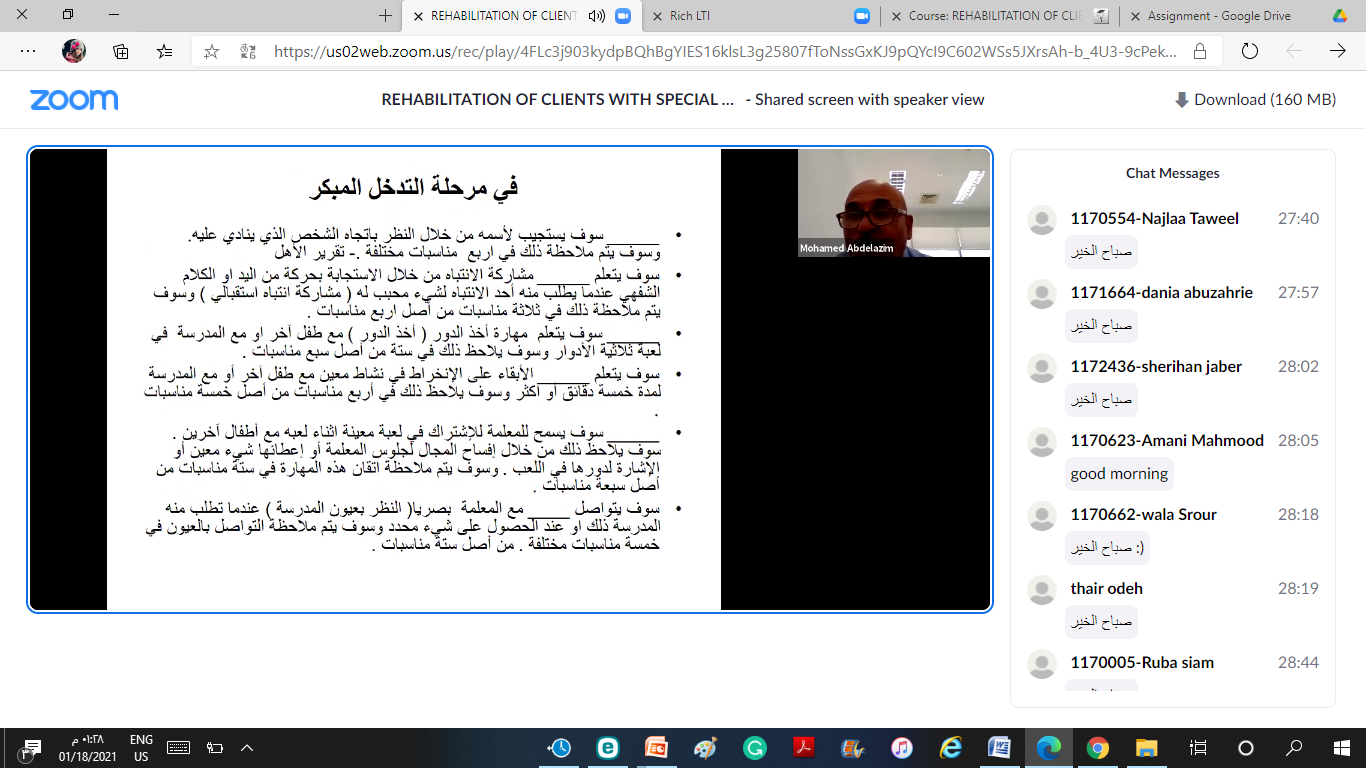 REHABILITATION OF CLIENT
Rich LTI
Course: REHABILITATION OF CLIE
Assignment - Google Drive
https://us02web.zoom.us/rec/play/4FLc3j903kydpBQhBgYIES16klsL3g25807fToNssGxKJ9pQYcI9C602WSs5JXrsAh-b_4U3-9cPek...
zoom
REHABILITATION OF CLIENTS WITH SPECIAL ... - Shared screen with speaker view
Download (160 MB)
في مرحلة التدخل المبكر
• ______ سوف يستجيب لأسمه من خلال النظر باتجاه الشخص الذي ينادي عليه.
وسوف يتم ملاحظة ذلك في اربع مناسبات مختلفة .- تقرير الأهل
• سوف يتعلم ______ مشاركة الانتباه من خلال الاستجابة بحركة من اليد او الكلام
الشفهي عندما يطلب منه أحد الانتباه لشيء محبب له ( مشاركة انتباه استقبالي ) وسوف
يتم ملاحظة ذلك في ثلاثة مناسبات من أصل اربع مناسبات .
• ______ سوف يتعلم مهارة أخذ الدور ( أخذ الدور ) مع طفل آخر او مع المدرسة في
لعبة ثلاثية الأدوار وسوف يلاحظ ذلك في ستة من أصل سبع مناسبات .
• سوف يتعلم ______ الأبقاء على الإنخراط في نشاط معين مع طفل آخر أو مع المدرسة
لمدة خمسة دقائق أو أكثر وسوف يلاحظ ذلك في أربع مناسبات من أصل خمسة مناسبات
.
• ______ سوف يسمح للمعلمة للإشتراك في لعبة معينة اثناء لعبه مع أطفال آخرين .
سوف يلاحظ ذلك من خلال إفساح المجال لجلوس المعلمة أو إعطائها شيء معين أو
الإشارة لدورها في اللعب . وسوف يتم ملاحظة اتقان هذه المهارة في ستة مناسبات من
أصل سبعة مناسبات .
• سوف يتواصل _____ مع المعلمة بصريا( النظر بعيون المدرسة ) عندما تطلب منه
المدرسة ذلك او عند الحصول على شيء محدد وسوف يتم ملاحظة التواصل بالعيون في
خمسة مناسبات مختلفة . من أصل ستة مناسبات .
Mohamed Abdelazim
Chat Messages
1170554-Najlaa Taweel 27:40
صباح الخير
1171664-dania abuzahrie 27:57
صباح الخير
1172436-sherihan jaber 28:02
صباح الخير
1170623-Amani Mahmood 28:05
good morning
1170662-wala Srour 28:18
صباح الخير :)
thair odeh 28:19
صباح الخير
1170005-Ruba siam 28:44
٠١:٢٨ م
01/18/2021
ENG
US